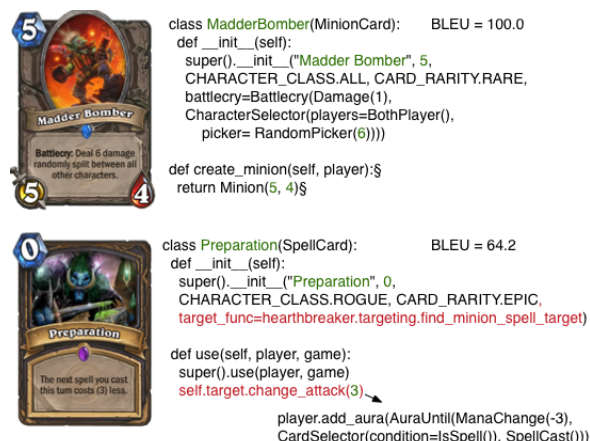 5
Madder Bomber
Battlecry: Deal 6 damage
randomly split between all
other characters.
5
4
class MadderBomber(MinionCard): BLEU = 100.0
def __init__(self):
super().__init__("Madder Bomber", 5,
CHARACTER_CLASS.ALL, CARD_RARITY.RARE,
battlecry=Battlecry(Damage(1),
CharacterSelector(players=BothPlayer(),
picker= RandomPicker(6))))
def create_minion(self, player):§
return Minion(5, 4)§
0
Preparation
The next spell you cast
this turn costs (3) less.
class Preparation(SpellCard): BLEU = 64.2
def __init__(self):
super().__init__("Preparation", 0,
CHARACTER_CLASS.ROGUE, CARD_RARITY.EPIC,
target_func=hearthbreaker.targeting.find_minion_spell_target)
def use(self, player, game):
super().use(player, game)
self.target.change_attack(3)
player.add_aura(AuraUntil(ManaChange(-3),
CardSelector(condition=IsSpell()), SpellCast()))